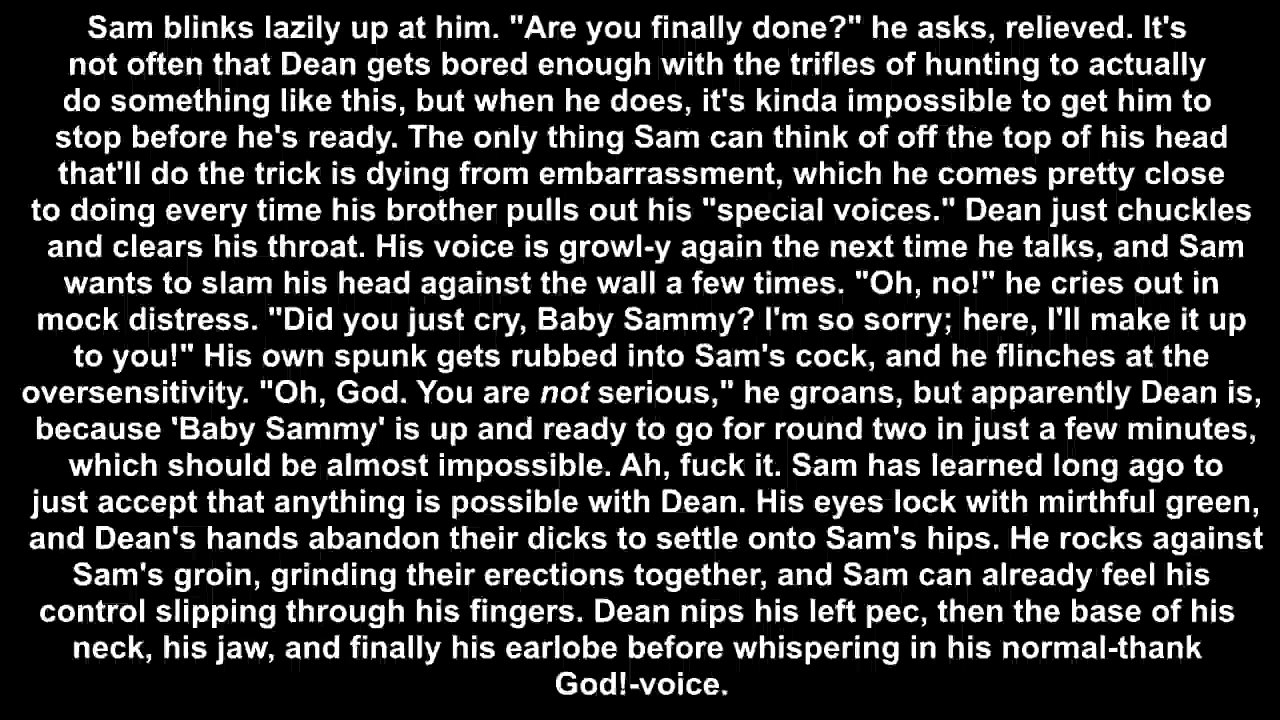 Sam blinks lazily up at him. "Are you finally done?" he asks, relieved. It's
not often that Dean gets bored enough with the trifles of hunting to actually
do something like this, but when he does, it's kinda impossible to get him to
stop before he's ready. The only thing Sam can think of off the top of his head
that'll do the trick is dying from embarrassment, which he comes pretty close
to doing every time his brother pulls out his "special voices." Dean just chuckles
and clears his throat. His voice is growl-y again the next time he talks, and Sam
wants to slam his head against the wall a few times. "Oh, no!" he cries out in
mock distress. "Did you just cry, Baby Sammy? I'm so sorry; here, I'll make it up
to you!" His own spunk gets rubbed into Sam's cock, and he flinches at the
oversensitivity. "Oh, God. You are not serious," he groans, but apparently Dean is,
because 'Baby Sammy' is up and ready to go for round two in just a few minutes,
which should be almost impossible. Ah, fuck it. Sam has learned long ago to
just accept that anything is possible with Dean. His eyes lock with mirthful green,
and Dean's hands abandon their dicks to settle onto Sam's hips. He rocks against
Sam's groin, grinding their erections together, and Sam can already feel his
control slipping through his fingers. Dean nips his left pec, then the base of his
neck, his jaw, and finally his earlobe before whispering in his normal-thank
God!-voice.